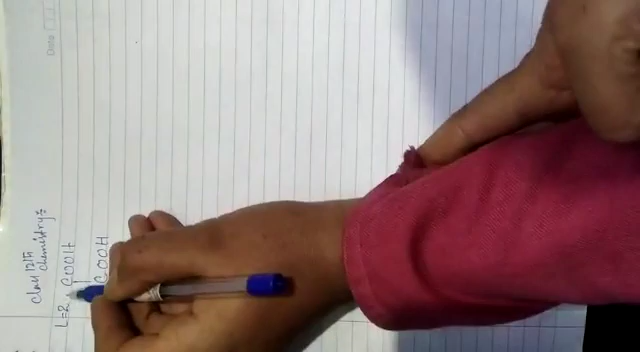 Date
Class 12th
chemistry:
L=2 COOH
COOH